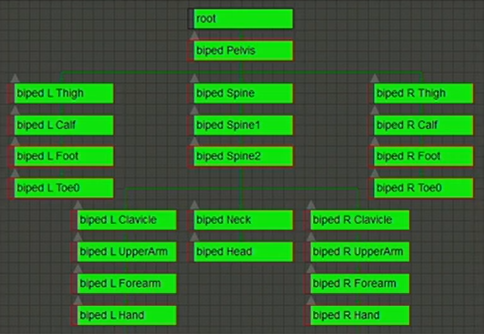 root
biped Pelvis
biped L Thigh
biped Spine
biped R Thigh
biped L Calf
biped Spine1
biped R Calf
biped L Foot
biped Spine2
biped R Foot
biped L Toe0
biped R Toe0
biped L Clavicle
biped Neck
biped R Clavicle
biped L UpperArm
biped Head
biped R UpperArm
biped L Forearm
biped R Forearm
biped L Hand
biped R Hand